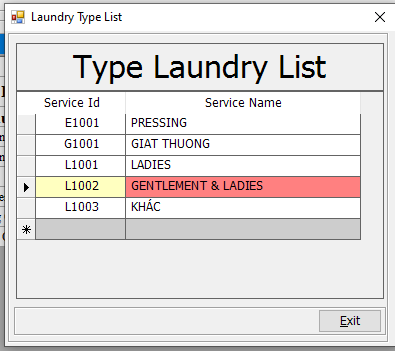 Laundry Type List
Type Laundry List
Service Id Service Name
E1001 PRESSING
G1001 GIAT THUONG
L1001 LADIES
L1002 GENTLEMENT & LADIES
L1003 KHÁC
Exit